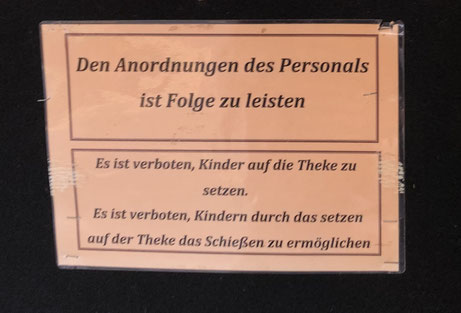 Den Anordnungen des Personals
ist Folge zu leisten
Es ist verboten, Kinder auf die Theke zu
setzen.
Es ist verboten, Kindern durch das setzen
auf der Theke das Schießen zu ermöglichen